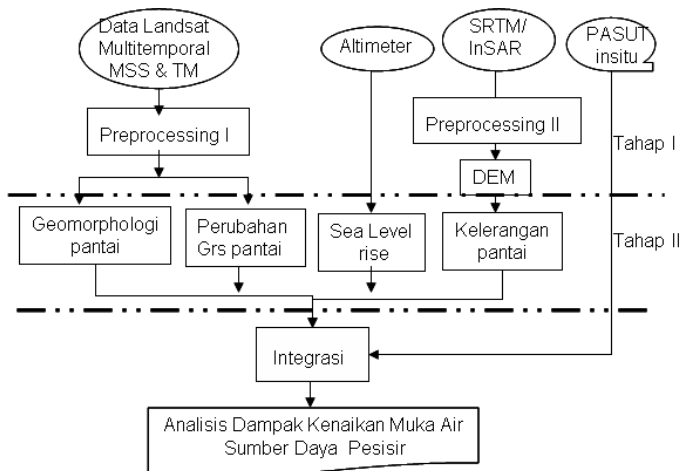 Data Landsat
Multitemporal
MSS & TM
Altimeter
SRTM/
InSAR
PASUT
insitu
Preprocessing I
Preprocessing II
Tahap I
DEM
Geomorphologi
pantai
Perubahan
Grs pantai
Sea Level
rise
Kelerangan
pantai
Tahap II
Integrasi
Analisis Dampak Kenaikan Muka Air
Sumber Daya Pesisir